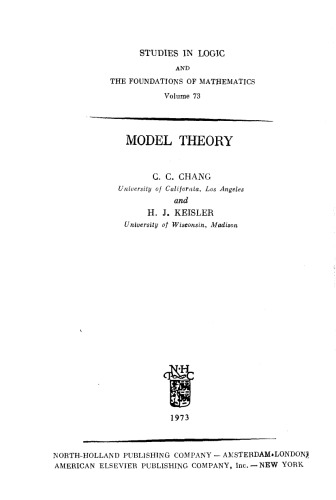 STUDIES IN LOGIC
AND
THE FOUNDATIONS OF MATHEMATICS
Volume 73
MODEL THEORY
C. C. CHANG
University of California, Los Angeles
and
H. J. KEISLER
University of Wisconsin, Madison
N·H
P C
1973
NORTH-HOLLAND PUBLISHING COMPANY – AMSTERDAM•LONDON
AMERICAN ELSEVIER PUBLISHING COMPANY, Inc. – NEW YORK